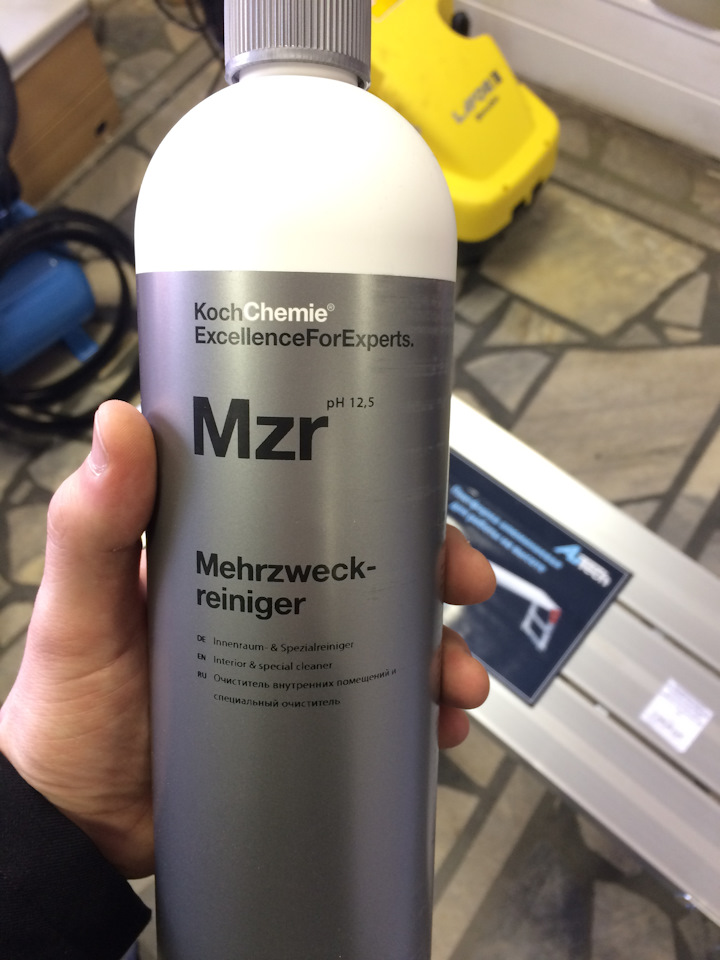 KochChemie®
ExcellenceForExperts.
Mzr pH 12,5
Mehrzweck-
reiniger
DE Innenraum- & Spezialreiniger
EN Interior & special cleaner
RU Очиститель внутренних помещений и
специальный очиститель
LAVOR